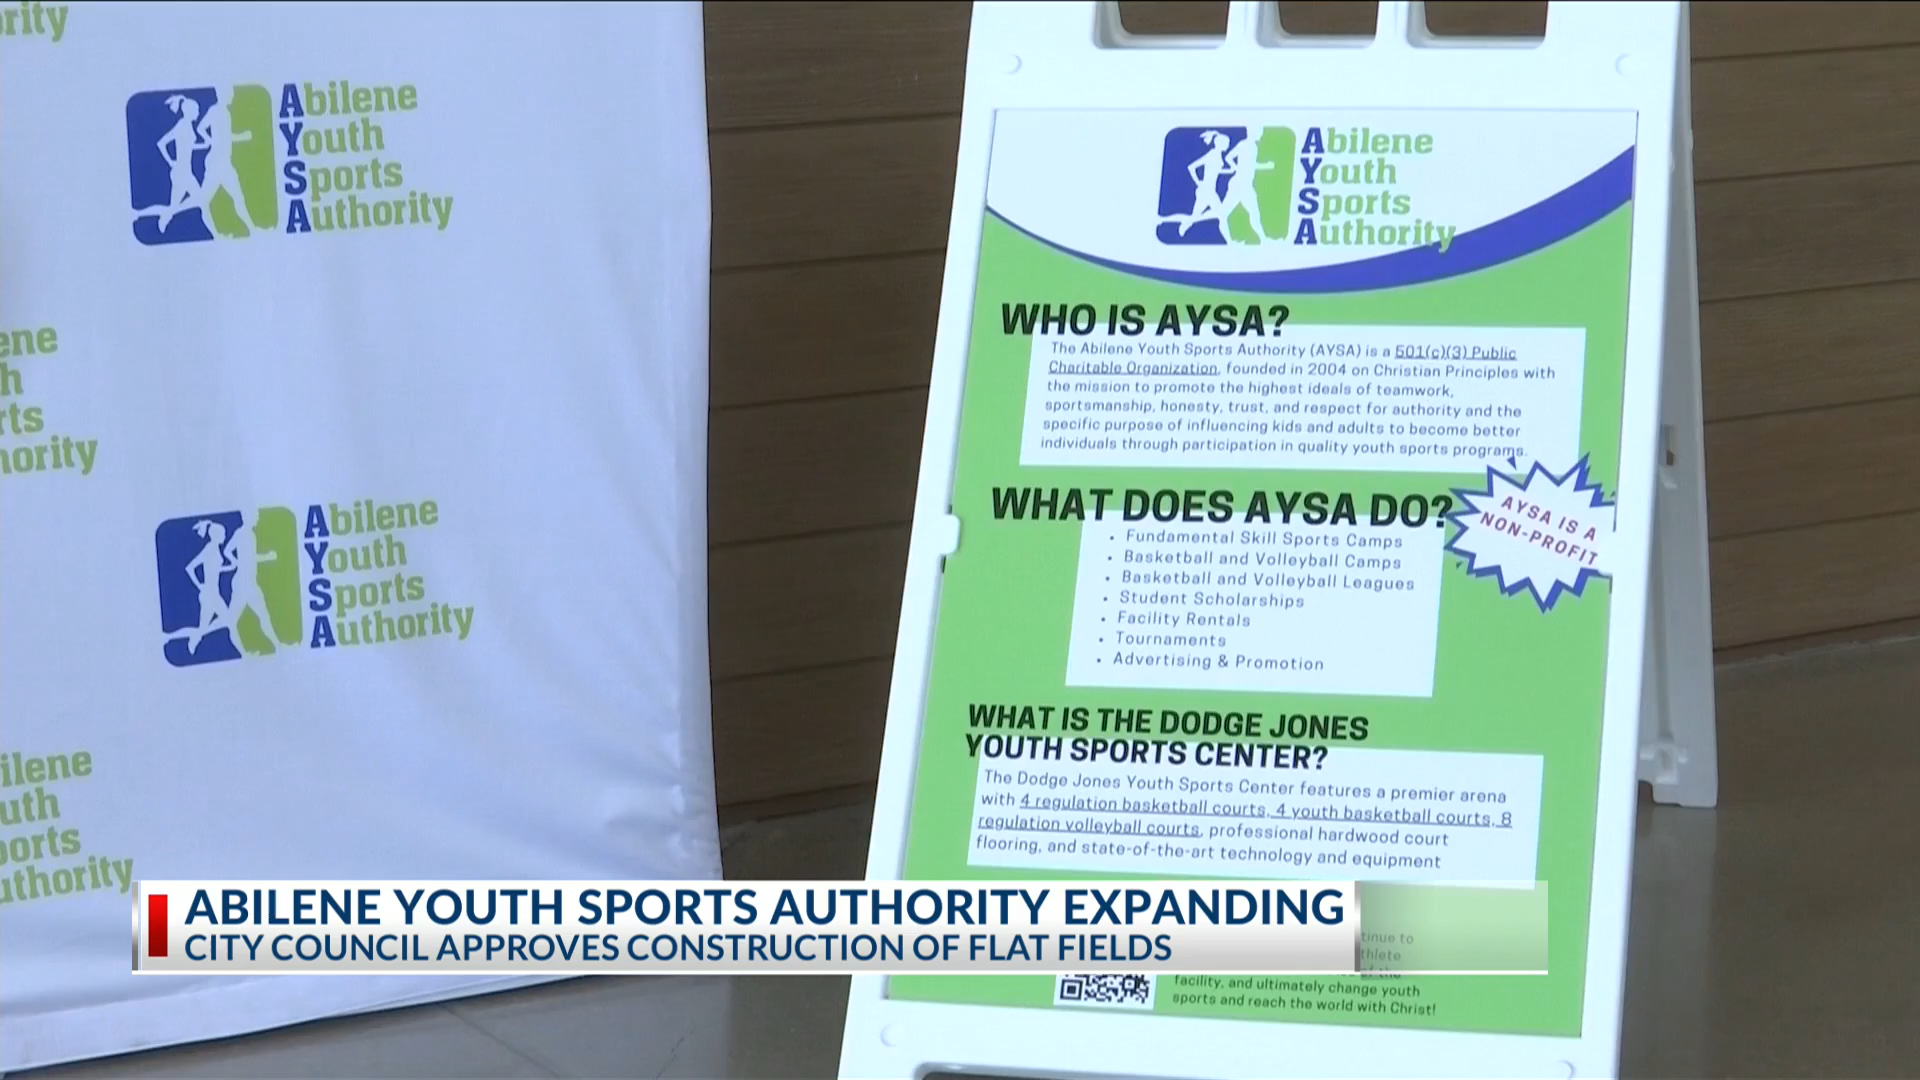 ority
Abilene
Youth
Sports
Authority
ene
h
rts
hority
Abilene
Youth
Sports
Authority
ilene
uth
ports
uthority
Abilene
Youth
Sports
Authority
WHO IS AYSA?
The Abilene Youth Sports Authority (AYSA) is a 501(c)(3) Public
Charitable Organization, founded in 2004 on Christian Principles with
the mission to promote the highest ideals of teamwork,
sportsmanship, honesty, trust, and respect for authority and the
specific purpose of influencing kids and adults to become better
individuals through participation in quality youth sports programs.
WHAT DOES AYSA DO?
AYSA IS A
NON-PROFIT
• Fundamental Skill Sports Camps
• Basketball and Volleyball Camps
• Basketball and Volleyball Leagues
• Student Scholarships
• Facility Rentals
• Tournaments
• Advertising & Promotion
WHAT IS THE DODGE JONES
YOUTH SPORTS CENTER?
The Dodge Jones Youth Sports Center features a premier arena
with 4 regulation basketball courts, 4 youth basketball courts, 8
regulation volleyball courts, professional hardwood court
flooring, and state-of-the-art technology and equipment
tinue to
thlete
of the
facility, and ultimately change youth
sports and reach the world with Christ!
ABILENE YOUTH SPORTS AUTHORITY EXPANDING
CITY COUNCIL APPROVES CONSTRUCTION OF FLAT FIELDS